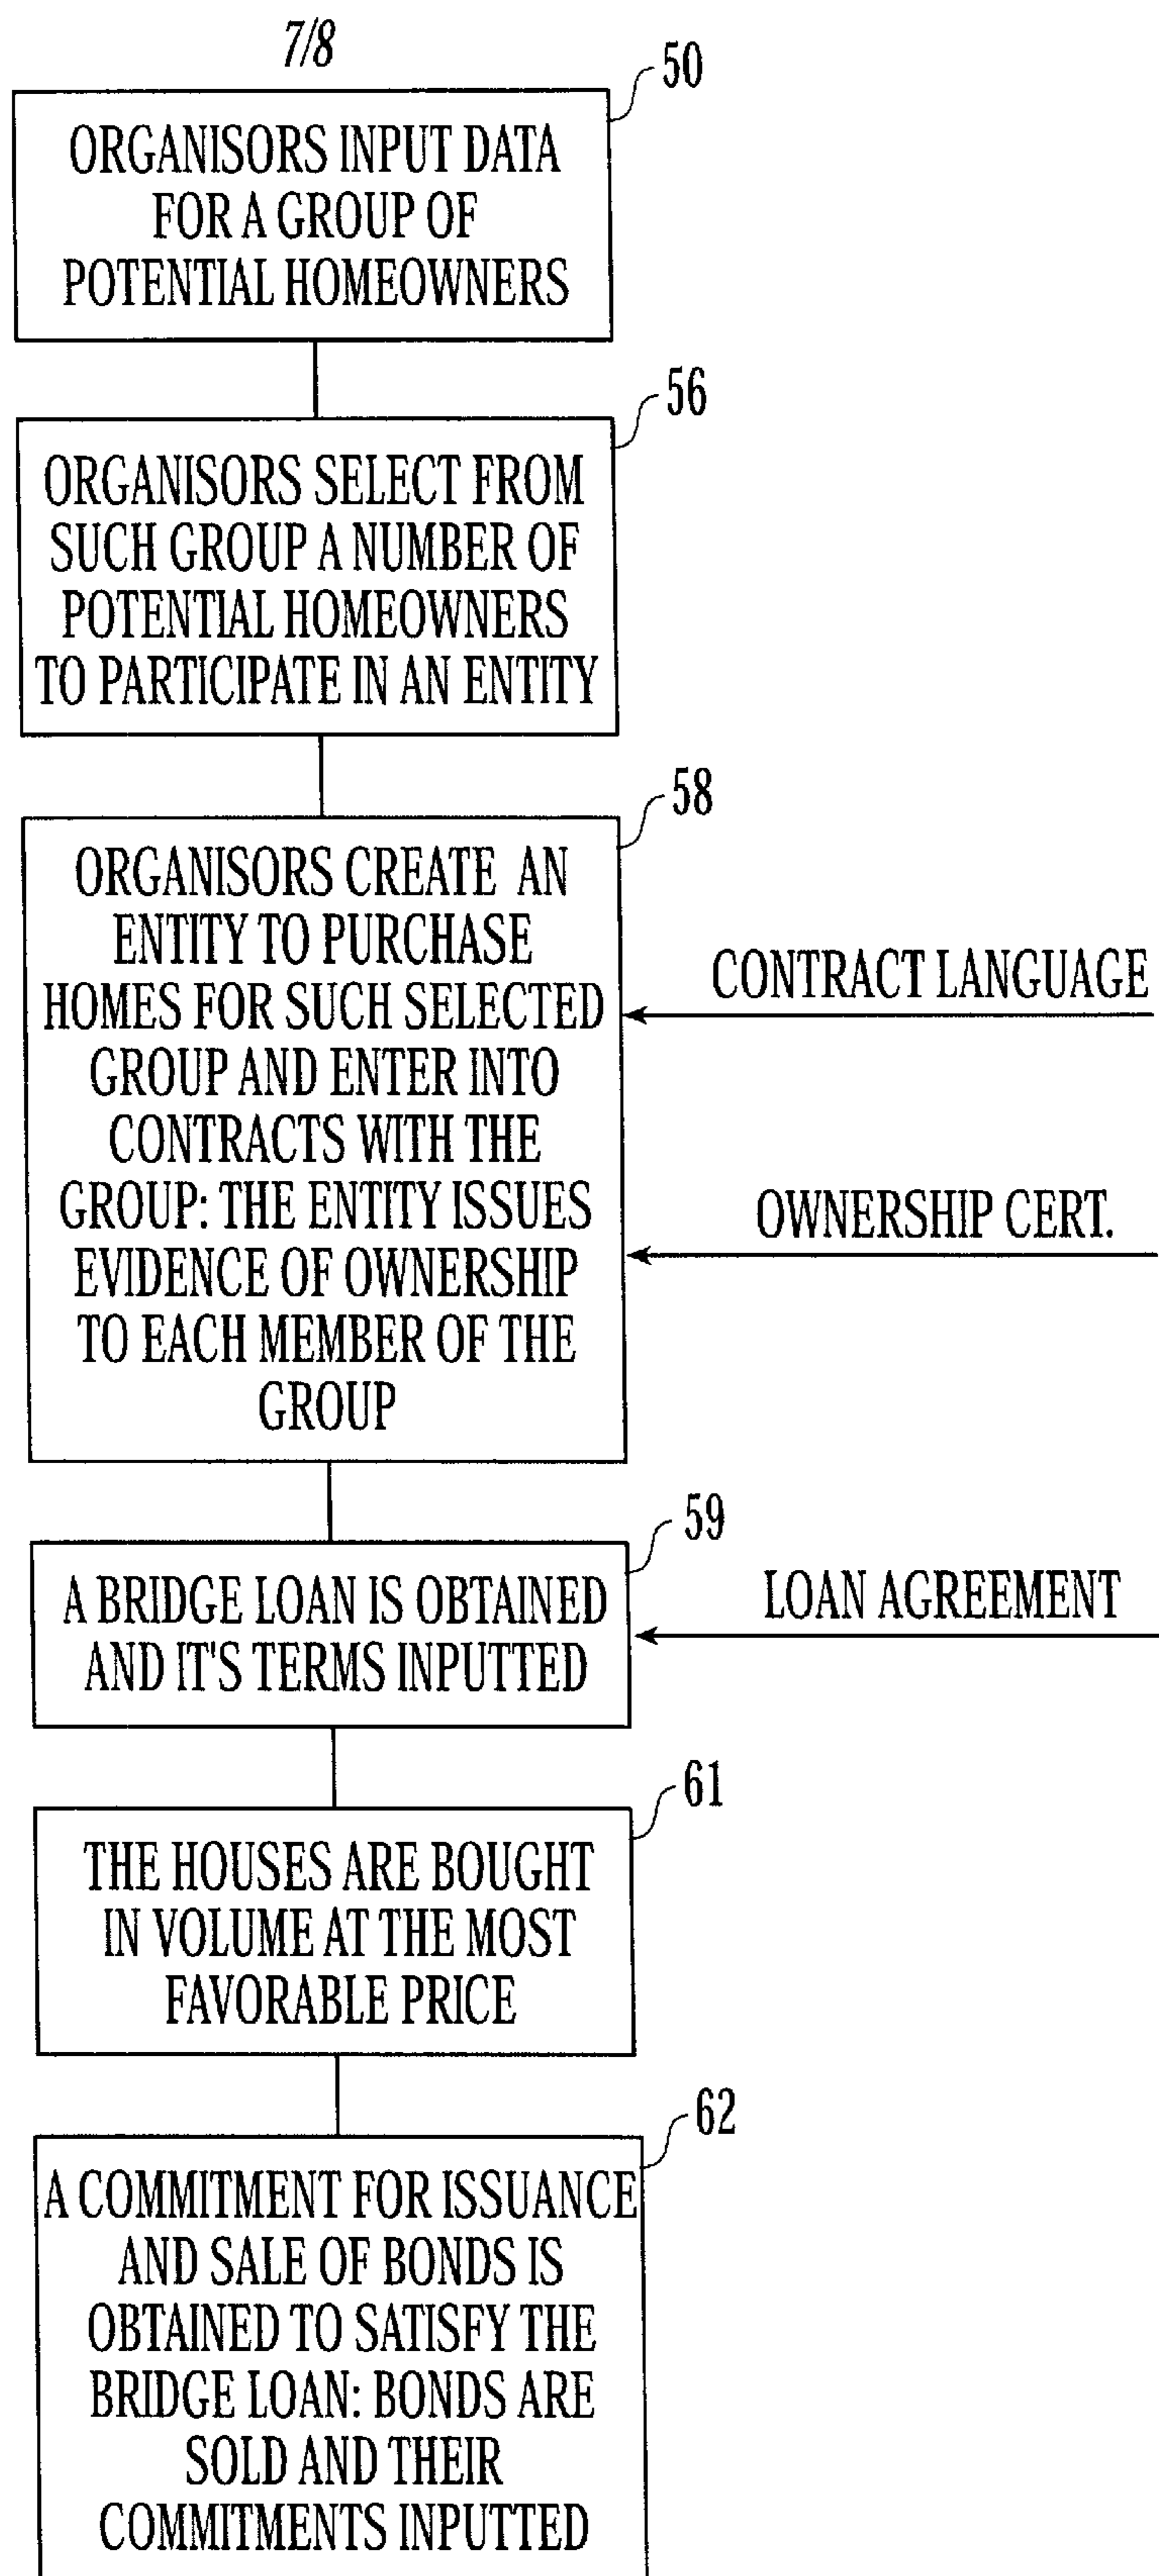 7/8
50
ORGANISORS INPUT DATA
FOR A GROUP OF
POTENTIAL HOMEOWNERS
56
ORGANISORS SELECT FROM
SUCH GROUP A NUMBER OF
POTENTIAL HOMEOWNERS
TO PARTICIPATE IN AN ENTITY
58
ORGANISORS CREATE AN
ENTITY TO PURCHASE
HOMES FOR SUCH SELECTED
GROUP AND ENTER INTO
CONTRACTS WITH THE
GROUP: THE ENTITY ISSUES
EVIDENCE OF OWNERSHIP
TO EACH MEMBER OF THE
GROUP
CONTRACT LANGUAGE
OWNERSHIP CERT.
59
A BRIDGE LOAN IS OBTAINED
AND IT'S TERMS INPUTTED
LOAN AGREEMENT
61
THE HOUSES ARE BOUGHT
IN VOLUME AT THE MOST
FAVORABLE PRICE
62
A COMMITMENT FOR ISSUANCE
AND SALE OF BONDS IS
OBTAINED TO SATISFY THE
BRIDGE LOAN: BONDS ARE
SOLD AND THEIR
COMMITMENTS INPUTTED